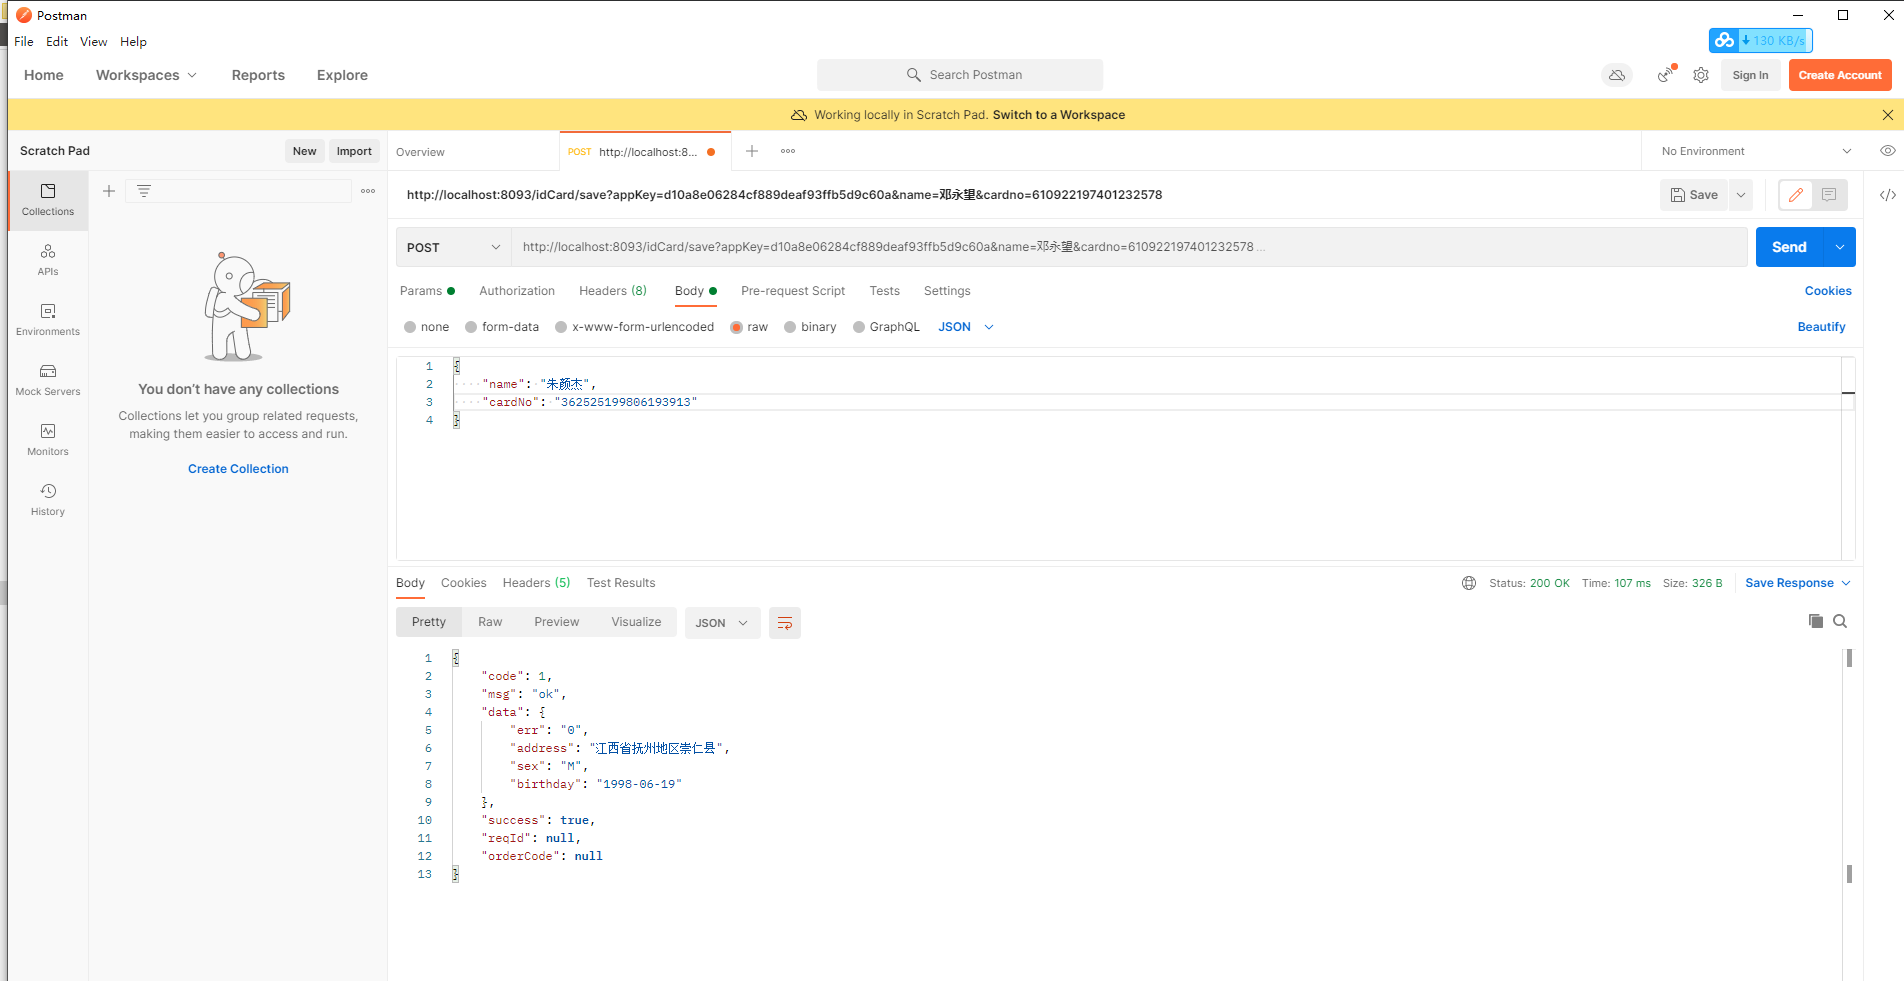 Postman
File Edit View Help
130 KB/s
Home Workspaces Reports Explore
Search Postman
Sign In
Create Account
Working locally in Scratch Pad. Switch to a Workspace
Scratch Pad
New
Import
Overview
POST http://localhost:8...
No Environment
Collections
APIs
Environments
Mock Servers
Monitors
History
You don't have any collections
Collections let you group related requests,
making them easier to access and run.
Create Collection
http://localhost:8093/idCard/save?appKey=d10a8e06284cf889deaf93ffb5d9c60a&name=邓永望&cardno=610922197401232578
Save
POST
http://localhost:8093/idCard/save?appKey=d10a8e06284cf889deaf93ffb5d9c60a&name=邓永望&cardno=610922197401232578 ...
Send
Params Authorization Headers (8) Body Pre-request Script Tests Settings
Cookies
none form-data x-www-form-urlencoded raw binary GraphQL JSON
Beautify
1 {
2 "name": "朱颜杰",
3 "cardNo": "362525199806193913"
4 }
Body Cookies Headers (5) Test Results
Status: 200 OK Time: 107 ms Size: 326 B
Save Response
Pretty Raw Preview Visualize JSON
1 {
2 "code": 1,
3 "msg": "ok",
4 "data": {
5 "err": "0",
6 "address": "江西省抚州地区崇仁县",
7 "sex": "M",
8 "birthday": "1998-06-19"
9 },
10 "success": true,
11 "reqId": null,
12 "orderCode": null
13 }